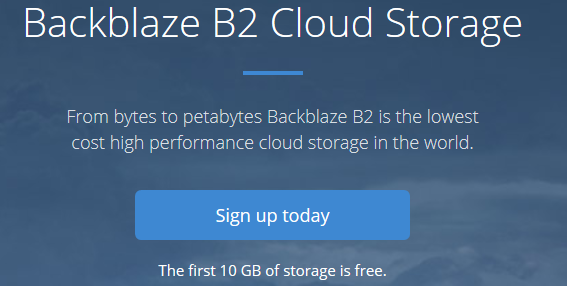 Backblaze B2 Cloud Storage
From bytes to petabytes Backblaze B2 is the lowest
cost high performance cloud storage in the world.
Sign up today
The first 10 GB of storage is free.